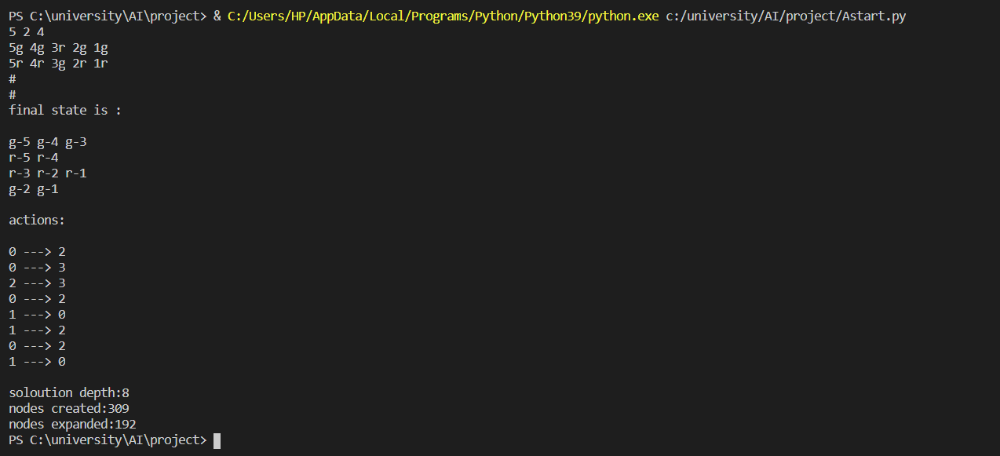 PS C:\university\AI\project> & C:/Users/HP/AppData/Local/Programs/Python/Python39/python.exe c:/university/AI/project/Astart.py
5 2 4
5g 4g 3r 2g 1g
5r 4r 3g 2r 1r
#
#
final state is :
g-5 g-4 g-3
r-5 r-4
r-3 r-2 r-1
g-2 g-1
actions:
0 ---> 2
0 ---> 3
2 ---> 3
0 ---> 2
1 ---> 0
1 ---> 2
0 ---> 2
1 ---> 0
soloution depth:8
nodes created:309
nodes expanded:192
PS C:\university\AI\project>